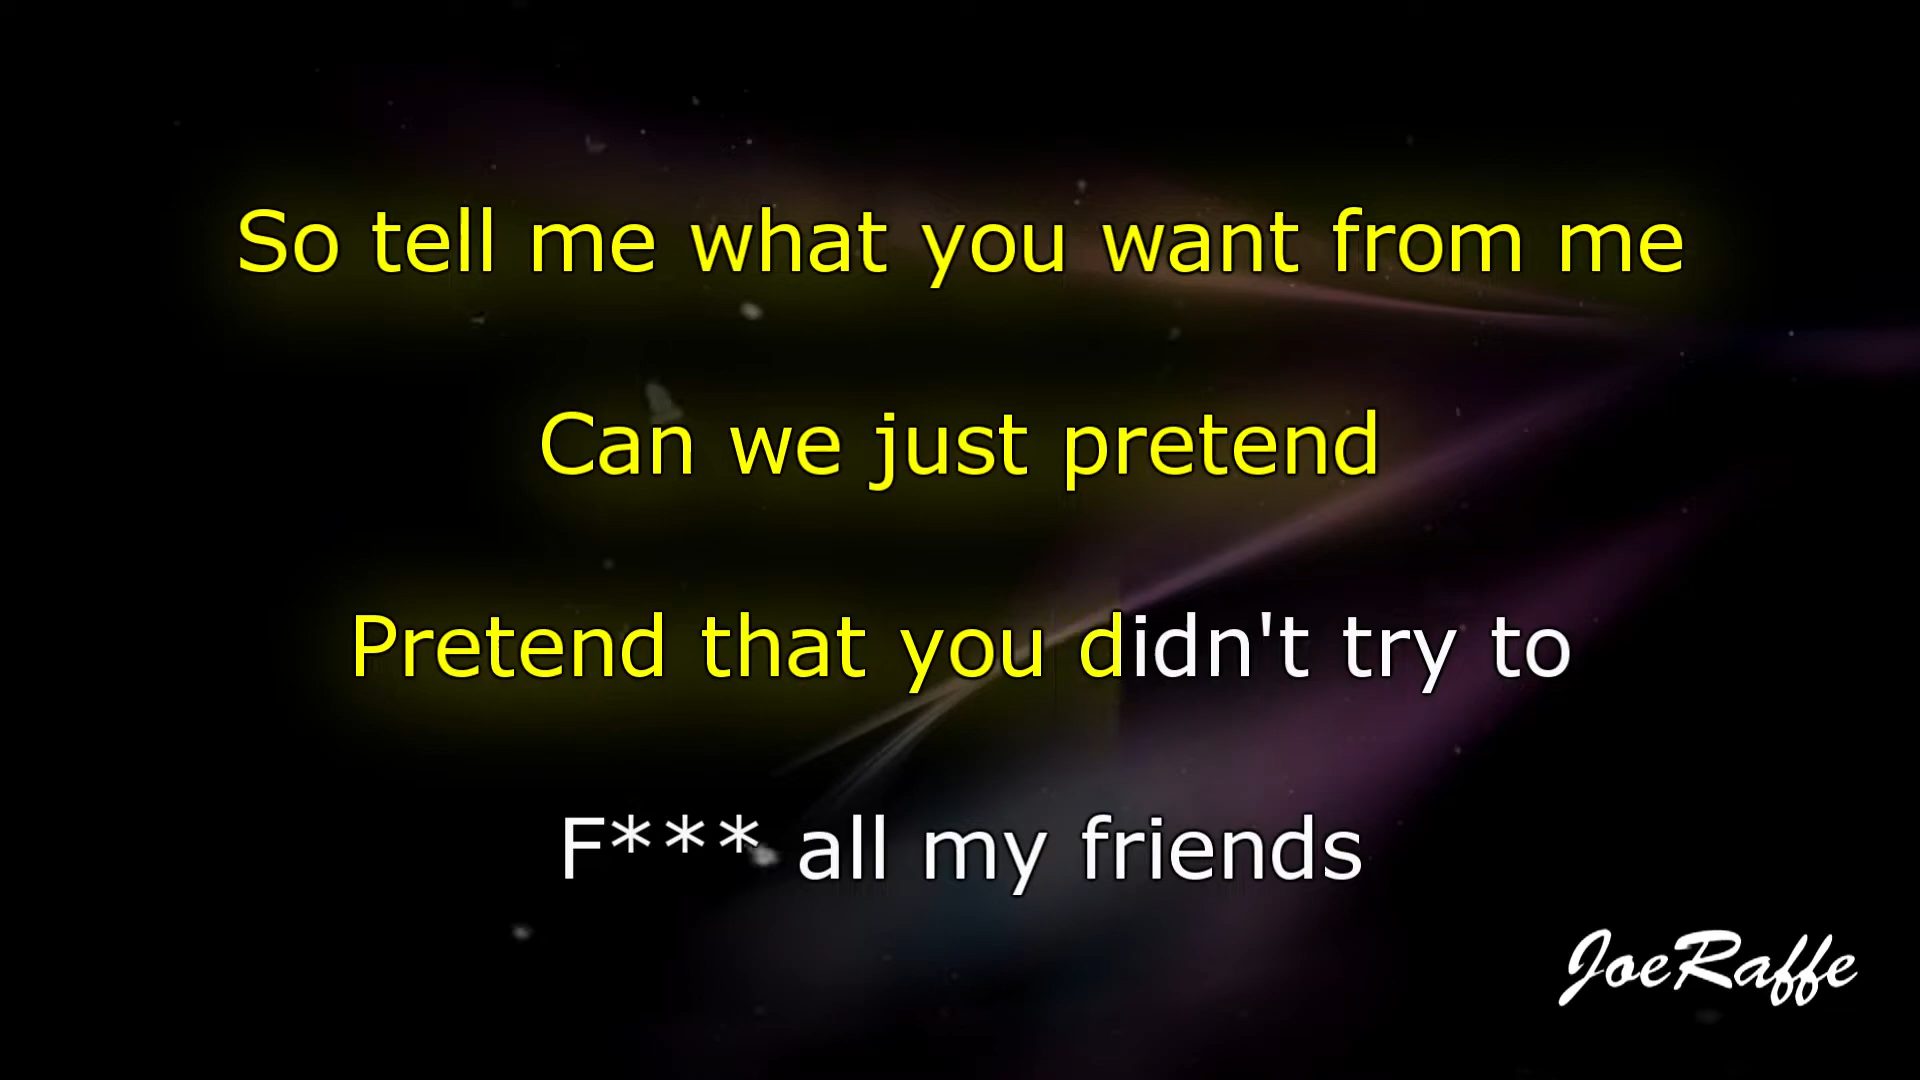 So tell me what you want from me
Can we just pretend
Pretend that you didn't try to
F*** all my friends
JoeRaffe